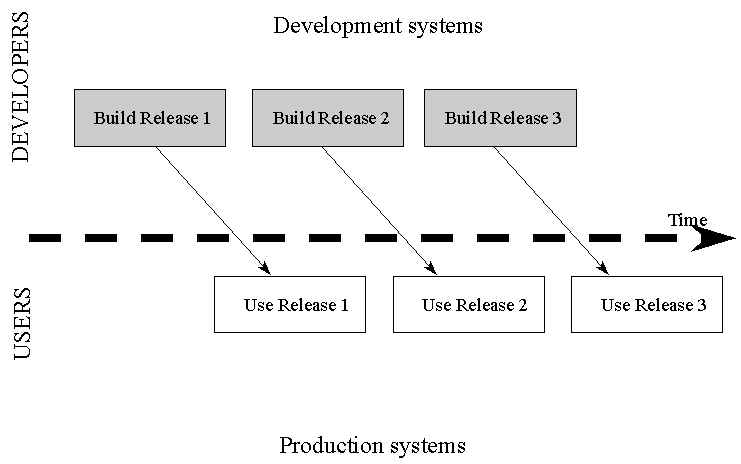 Development systems
DEVELOPERS
Build Release 1
Build Release 2
Build Release 3
Time
USERS
Use Release 1
Use Release 2
Use Release 3
Production systems